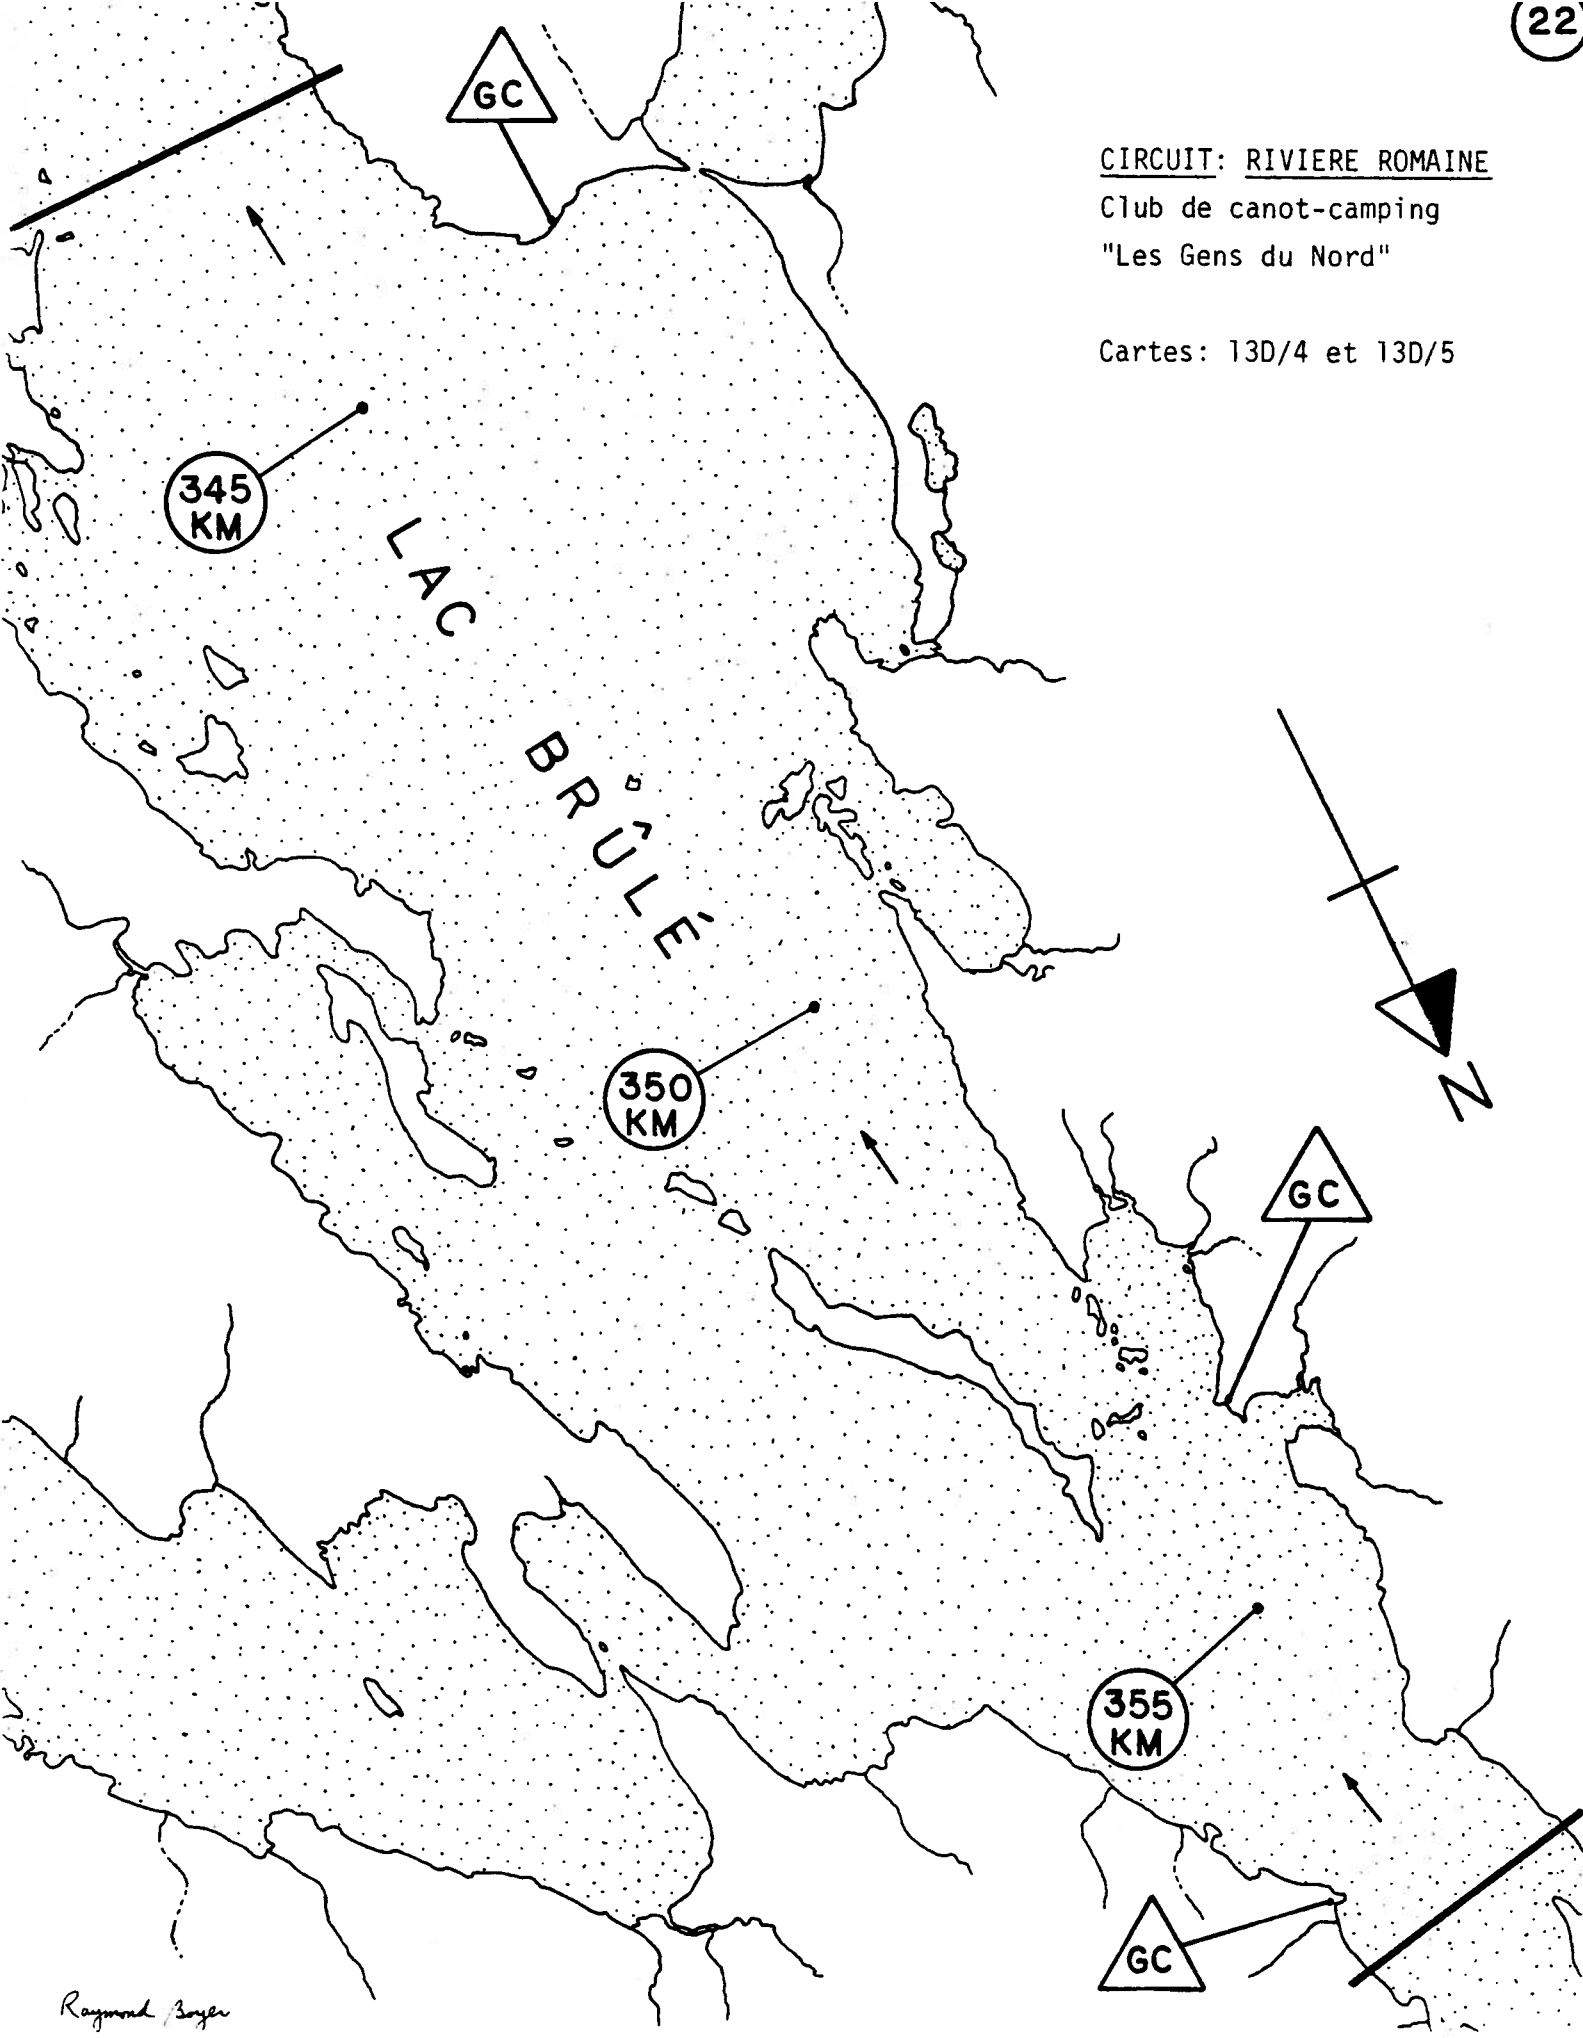 22
GC
CIRCUIT: RIVIERE ROMAINE
Club de canot-camping
"Les Gens du Nord"
Cartes: 13D/4 et 13D/5
345
KM
LAC
BRÛLÉ
350
KM
N
GC
355
KM
GC
Raymond Boyer